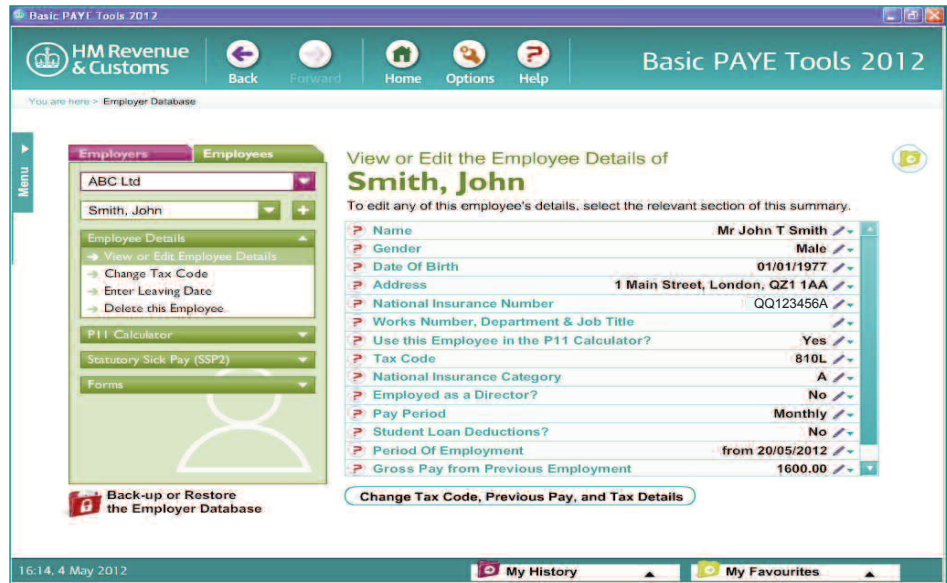 Basic PAYE Tools 2012
HM Revenue
& Customs
Back
Forward
Home
Options
Help
Basic PAYE Tools 2012
You are here > Employer Database
Menu
Employers
Employees
ABC Ltd
Smith, John
Employee Details
View or Edit Employee Details
Change Tax Code
Enter Leaving Date
Delete this Employee
P11 Calculator
Statutory Sick Pay (SSP2)
Forms
Back-up or Restore
the Employer Database
View or Edit the Employee Details of
Smith, John
To edit any of this employee's details, select the relevant section of this summary.
Name Mr John T Smith
Gender Male
Date Of Birth 01/01/1977
Address 1 Main Street, London, QZ1 1AA
National Insurance Number QQ123456A
Works Number, Department & Job Title
Use this Employee in the P11 Calculator? Yes
Tax Code 810L
National Insurance Category A
Employed as a Director? No
Pay Period Monthly
Student Loan Deductions? No
Period Of Employment from 20/05/2012
Gross Pay from Previous Employment 1600.00
Change Tax Code, Previous Pay, and Tax Details
16:14, 4 May 2012
My History
My Favourites